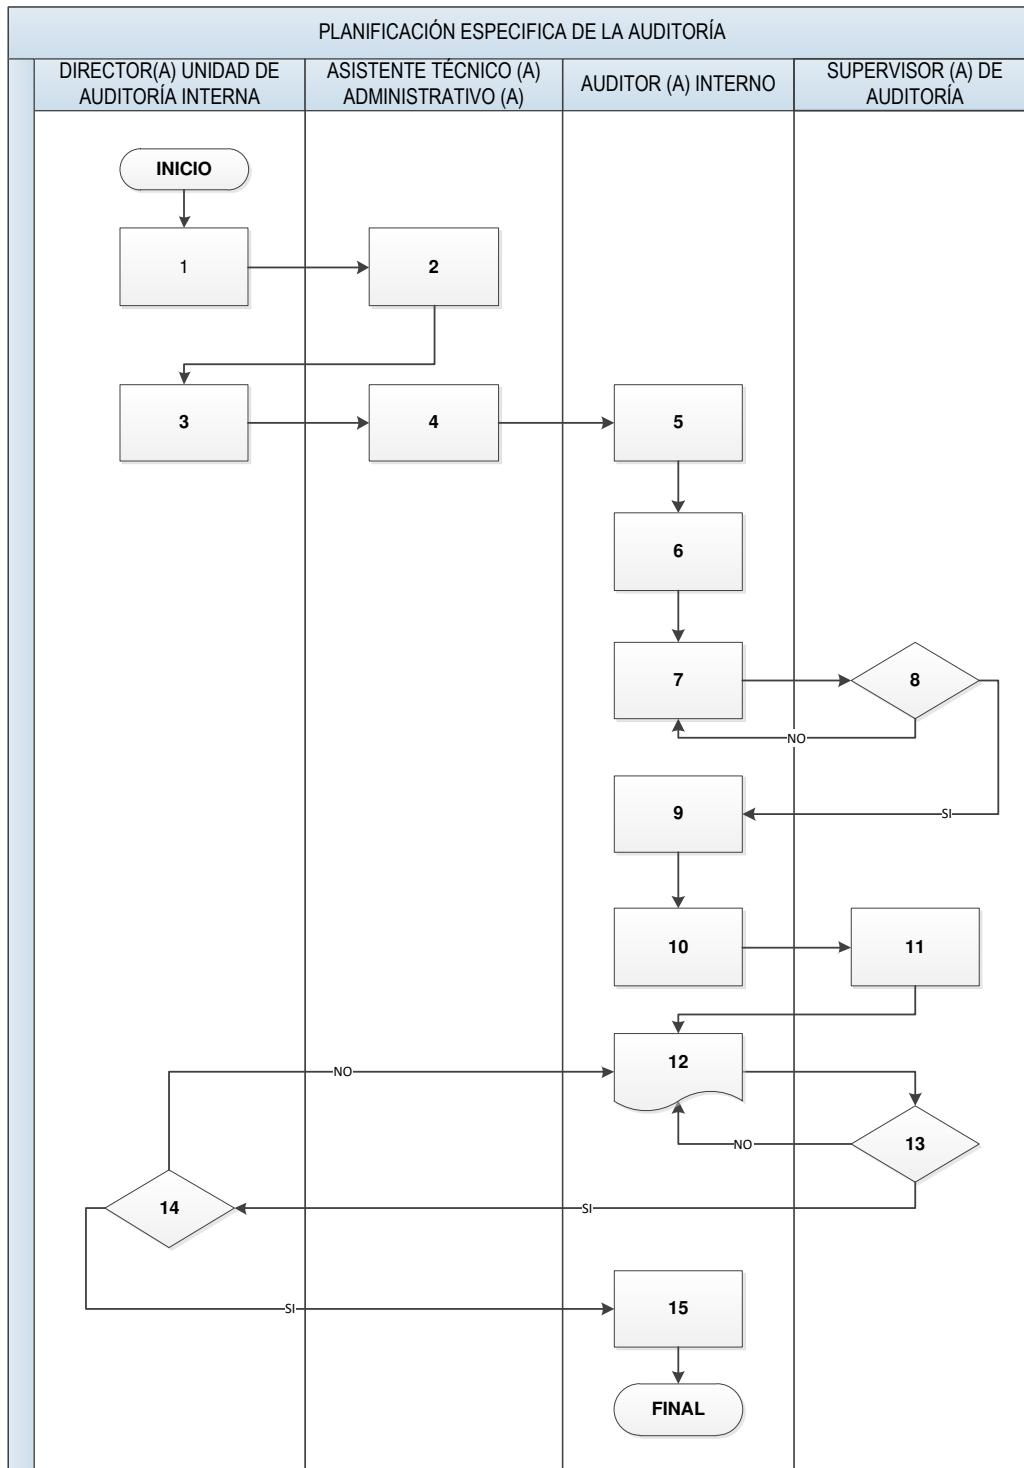 PLANIFICACIÓN ESPECIFICA DE LA AUDITORÍA
DIRECTOR(A) UNIDAD DE
AUDITORÍA INTERNA
ASISTENTE TÉCNICO (A)
ADMINISTRATIVO (A)
AUDITOR (A) INTERNO
SUPERVISOR (A) DE
AUDITORÍA
INICIO
1
2
3
4
5
6
7
8
NO
9
SI
10
11
12
NO
13
NO
14
SI
15
SI
FINAL